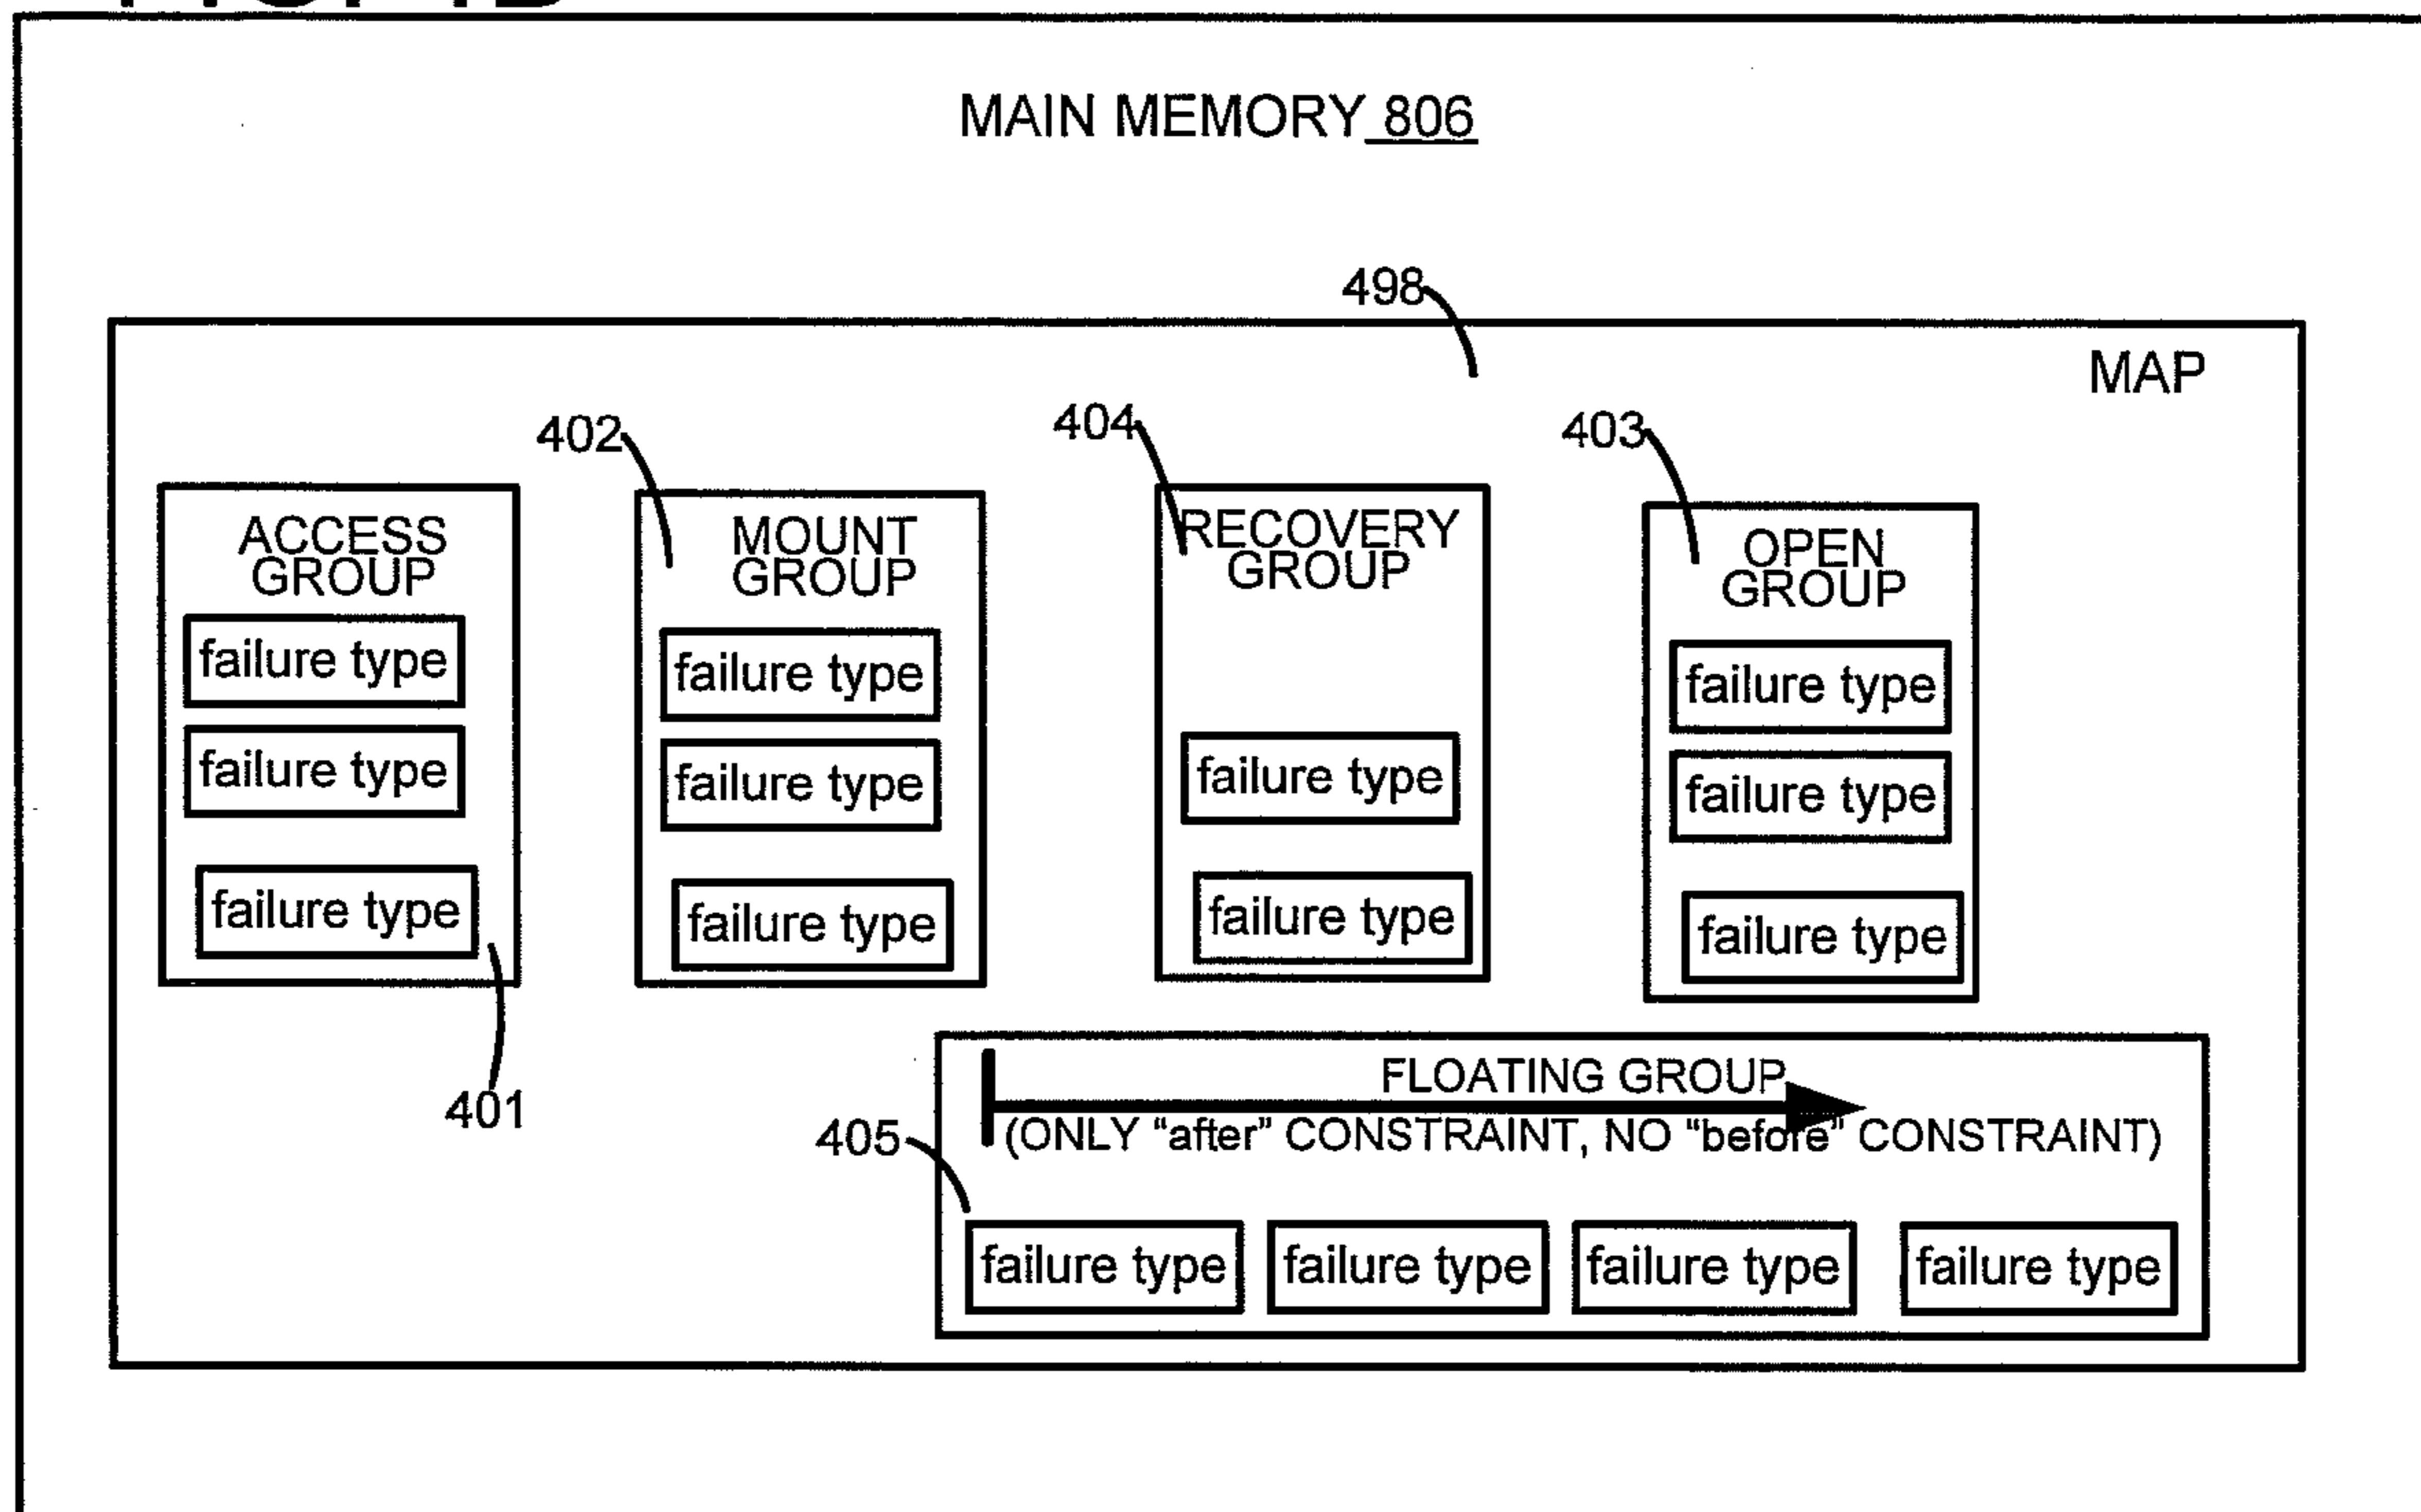 MAIN MEMORY 806
498
MAP
402
404
403
ACCESS
GROUP
failure type
failure type
failure type
401
MOUNT
GROUP
failure type
failure type
failure type
RECOVERY
GROUP
failure type
failure type
OPEN
GROUP
failure type
failure type
failure type
405
FLOATING GROUP
(ONLY “after” CONSTRAINT, NO “before” CONSTRAINT)
failure type failure type failure type failure type